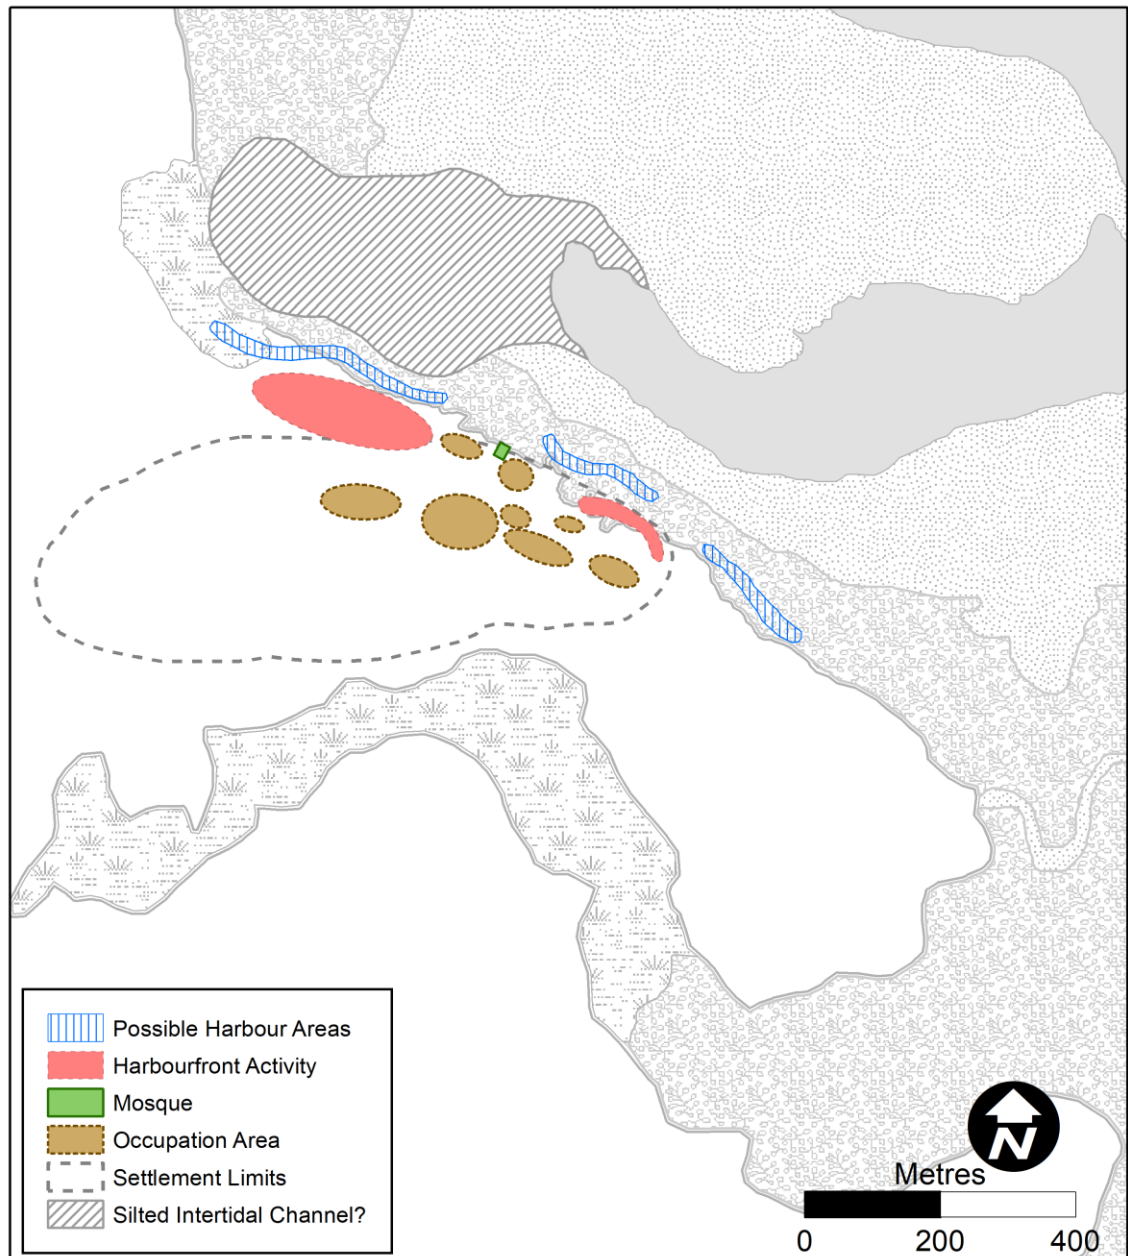 Possible Harbour Areas
Harbourfront Activity
Mosque
Occupation Area
Settlement Limits
Silted Intertidal Channel?
N
Metres
0 200 400